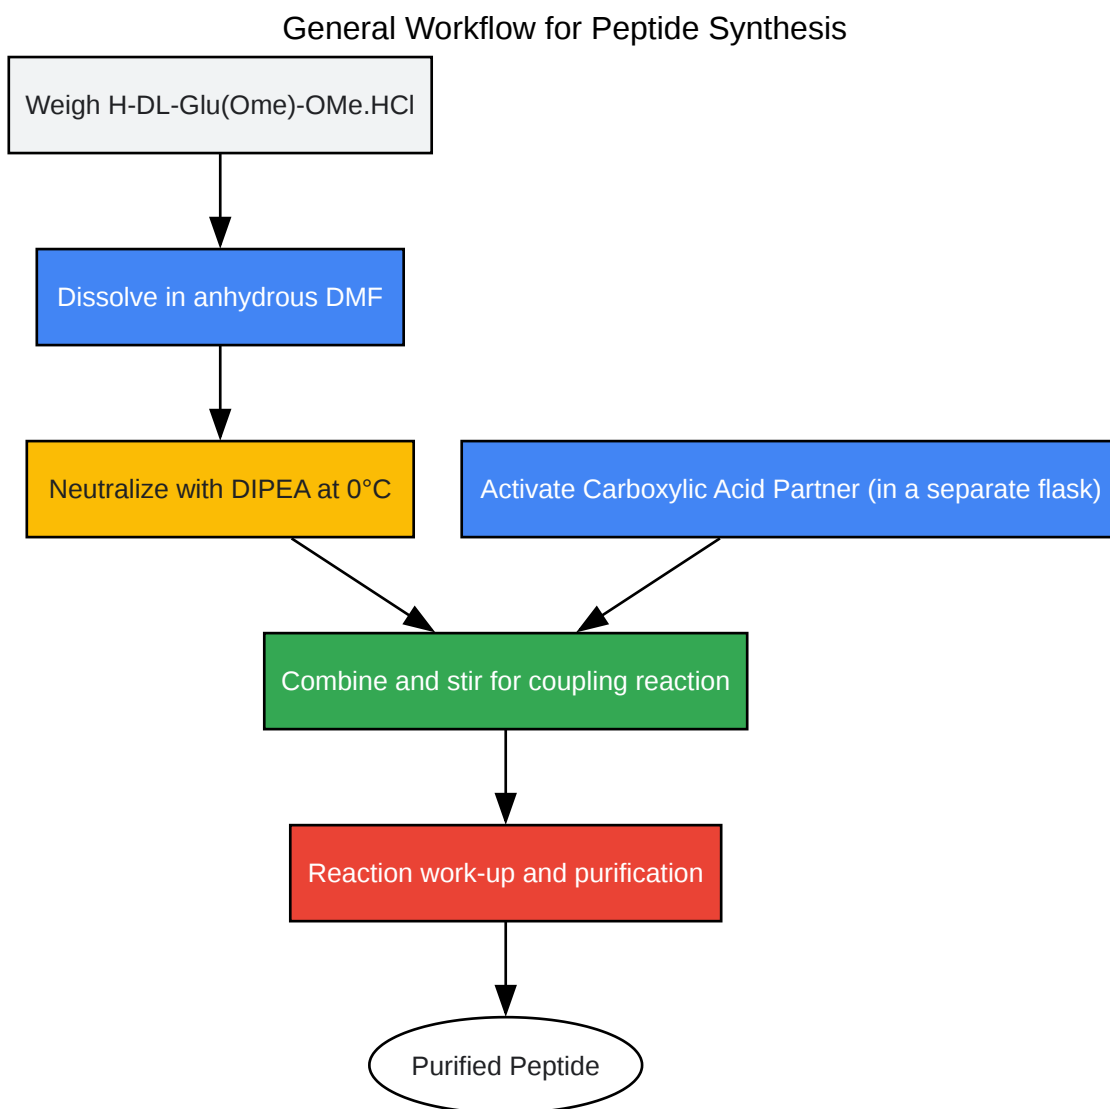 General Workflow for Peptide Synthesis
Weigh H-DL-Glu(Ome)-OMe.HCl
Dissolve in anhydrous DMF
Neutralize with DIPEA at 0°C
Activate Carboxylic Acid Partner (in a separate flask)
Combine and stir for coupling reaction
Reaction work-up and purification
Purified Peptide